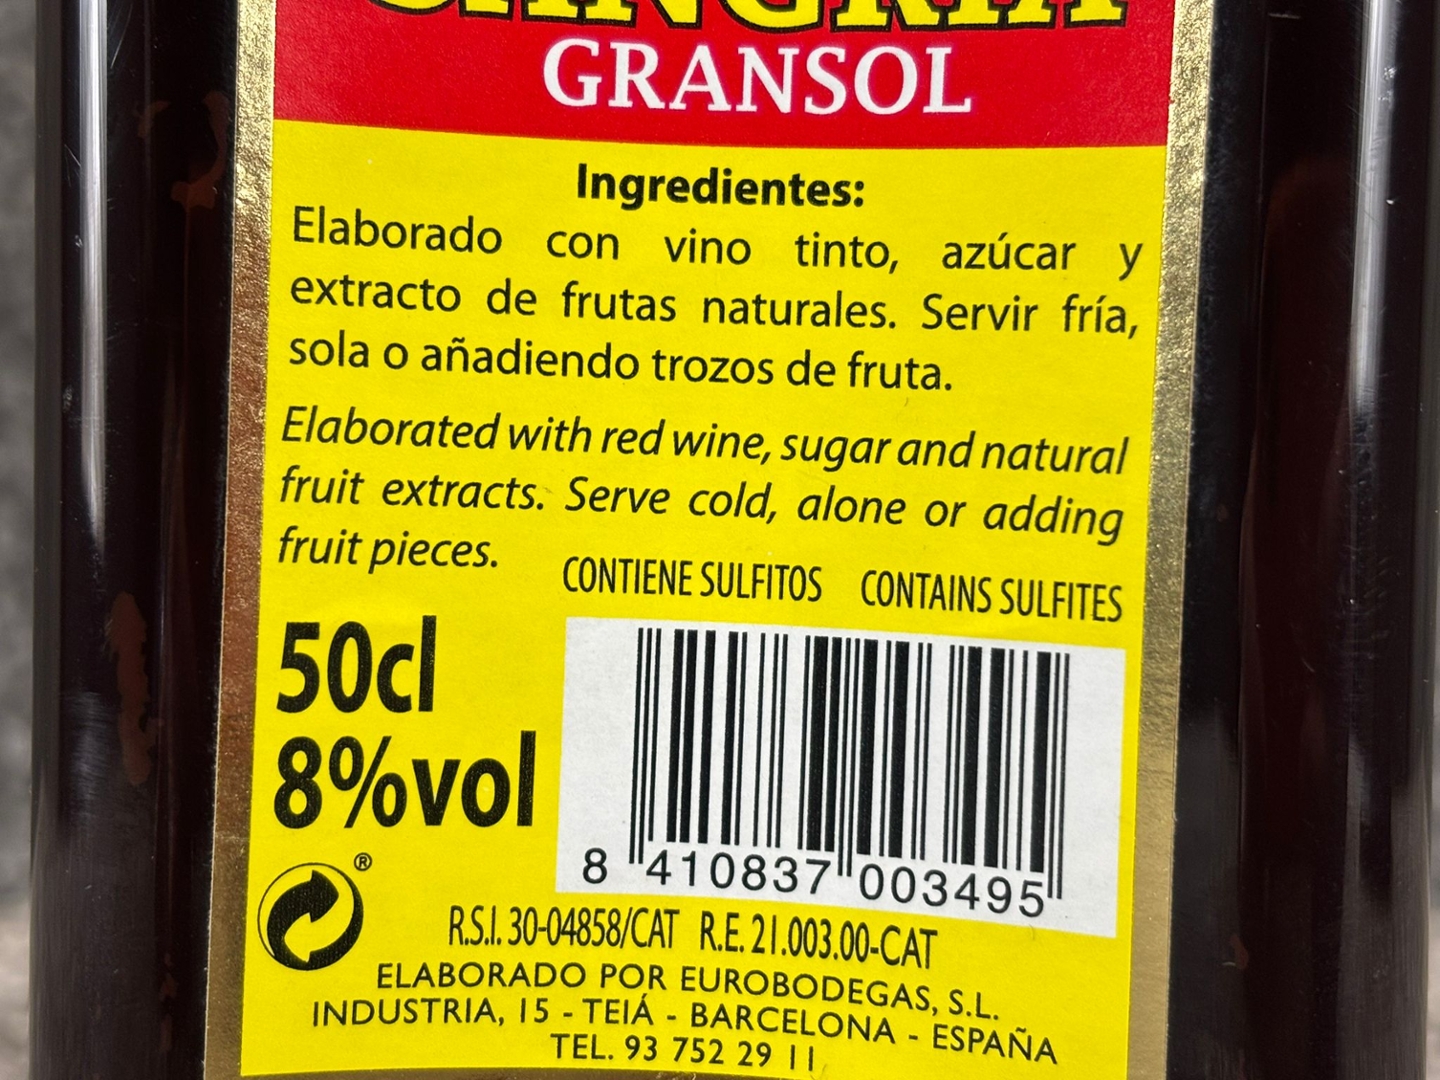 SANGRIA
GRANSOL
Ingredientes:
Elaborado con vino tinto, azúcar y
extracto de frutas naturales. Servir fría,
sola o añadiendo trozos de fruta.
Elaborated with red wine, sugar and natural
fruit extracts. Serve cold, alone or adding
fruit pieces.
CONTIENE SULFITOS CONTAINS SULFITES
50cl
8%vol
®
8 410837 003495
R.S.I. 30-04858/CAT R.E. 21.003.00-CAT
ELABORADO POR EUROBODEGAS, S.L.
INDUSTRIA, 15 - TEIÁ - BARCELONA - ESPAÑA
TEL. 93 752 29 11